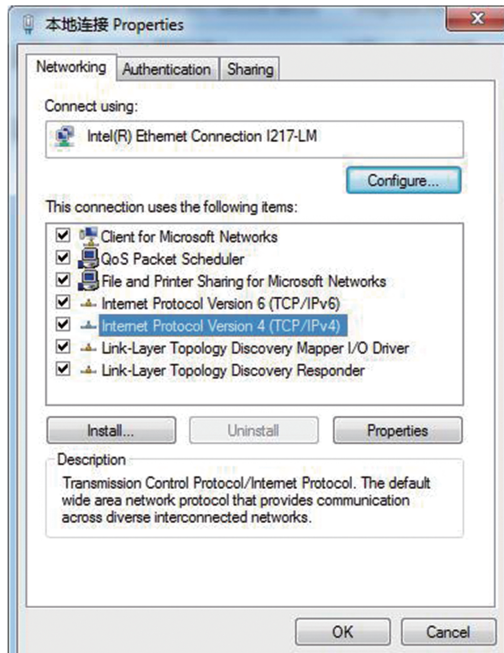 本地连接 Properties
Networking
Authentication
Sharing
Connect using:
Intel(R) Ethernet Connection I217-LM
Configure...
This connection uses the following items:
Client for Microsoft Networks
QoS Packet Scheduler
File and Printer Sharing for Microsoft Networks
Internet Protocol Version 6 (TCP/IPv6)
Internet Protocol Version 4 (TCP/IPv4)
Link-Layer Topology Discovery Mapper I/O Driver
Link-Layer Topology Discovery Responder
Install...
Uninstall
Properties
Description
Transmission Control Protocol/Internet Protocol. The default
wide area network protocol that provides communication
across diverse interconnected networks.
OK
Cancel